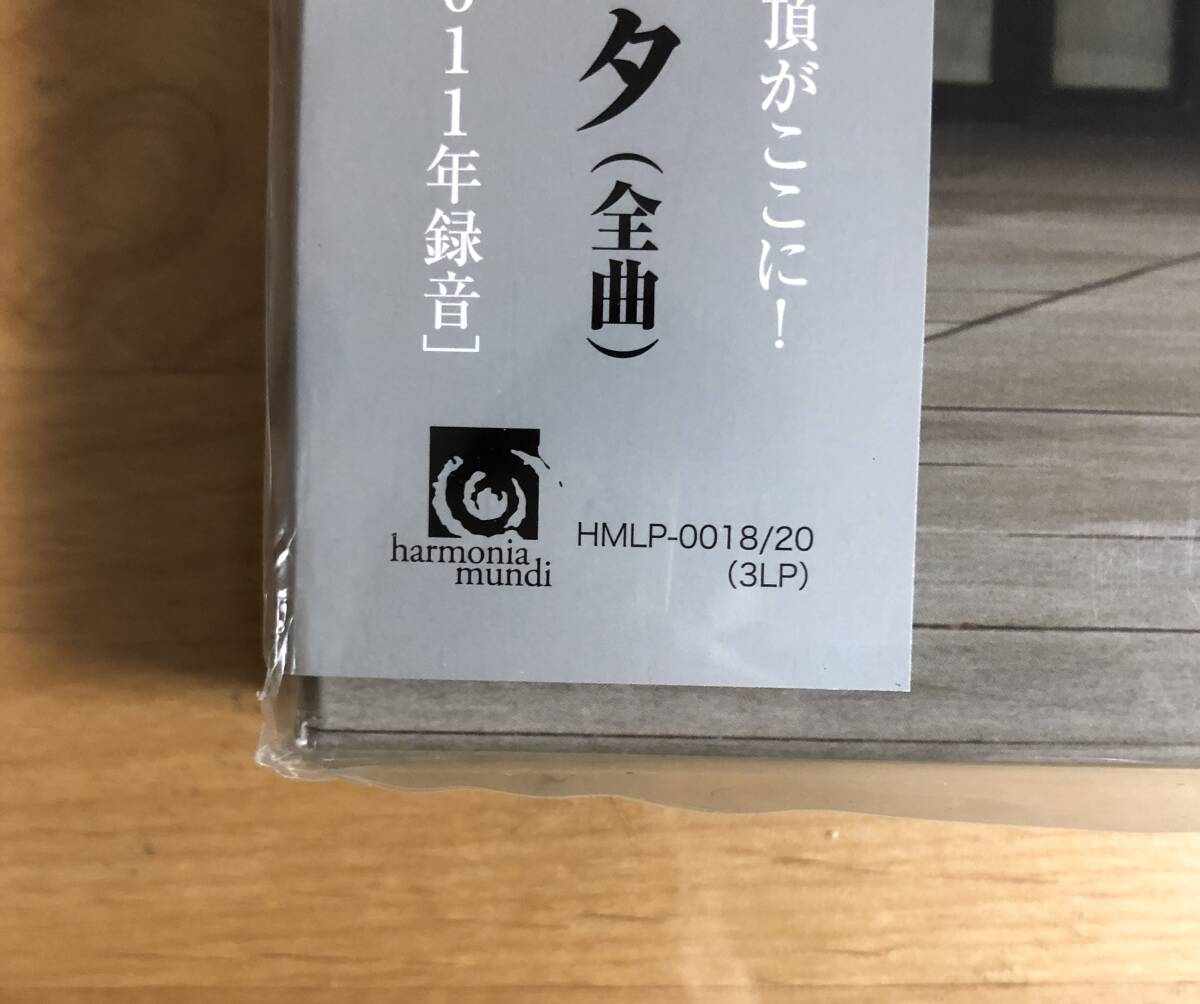 頂がここに!
タ(全曲)
011年録音]
harmonia
mundi
HMLP-0018/20
(3LP)